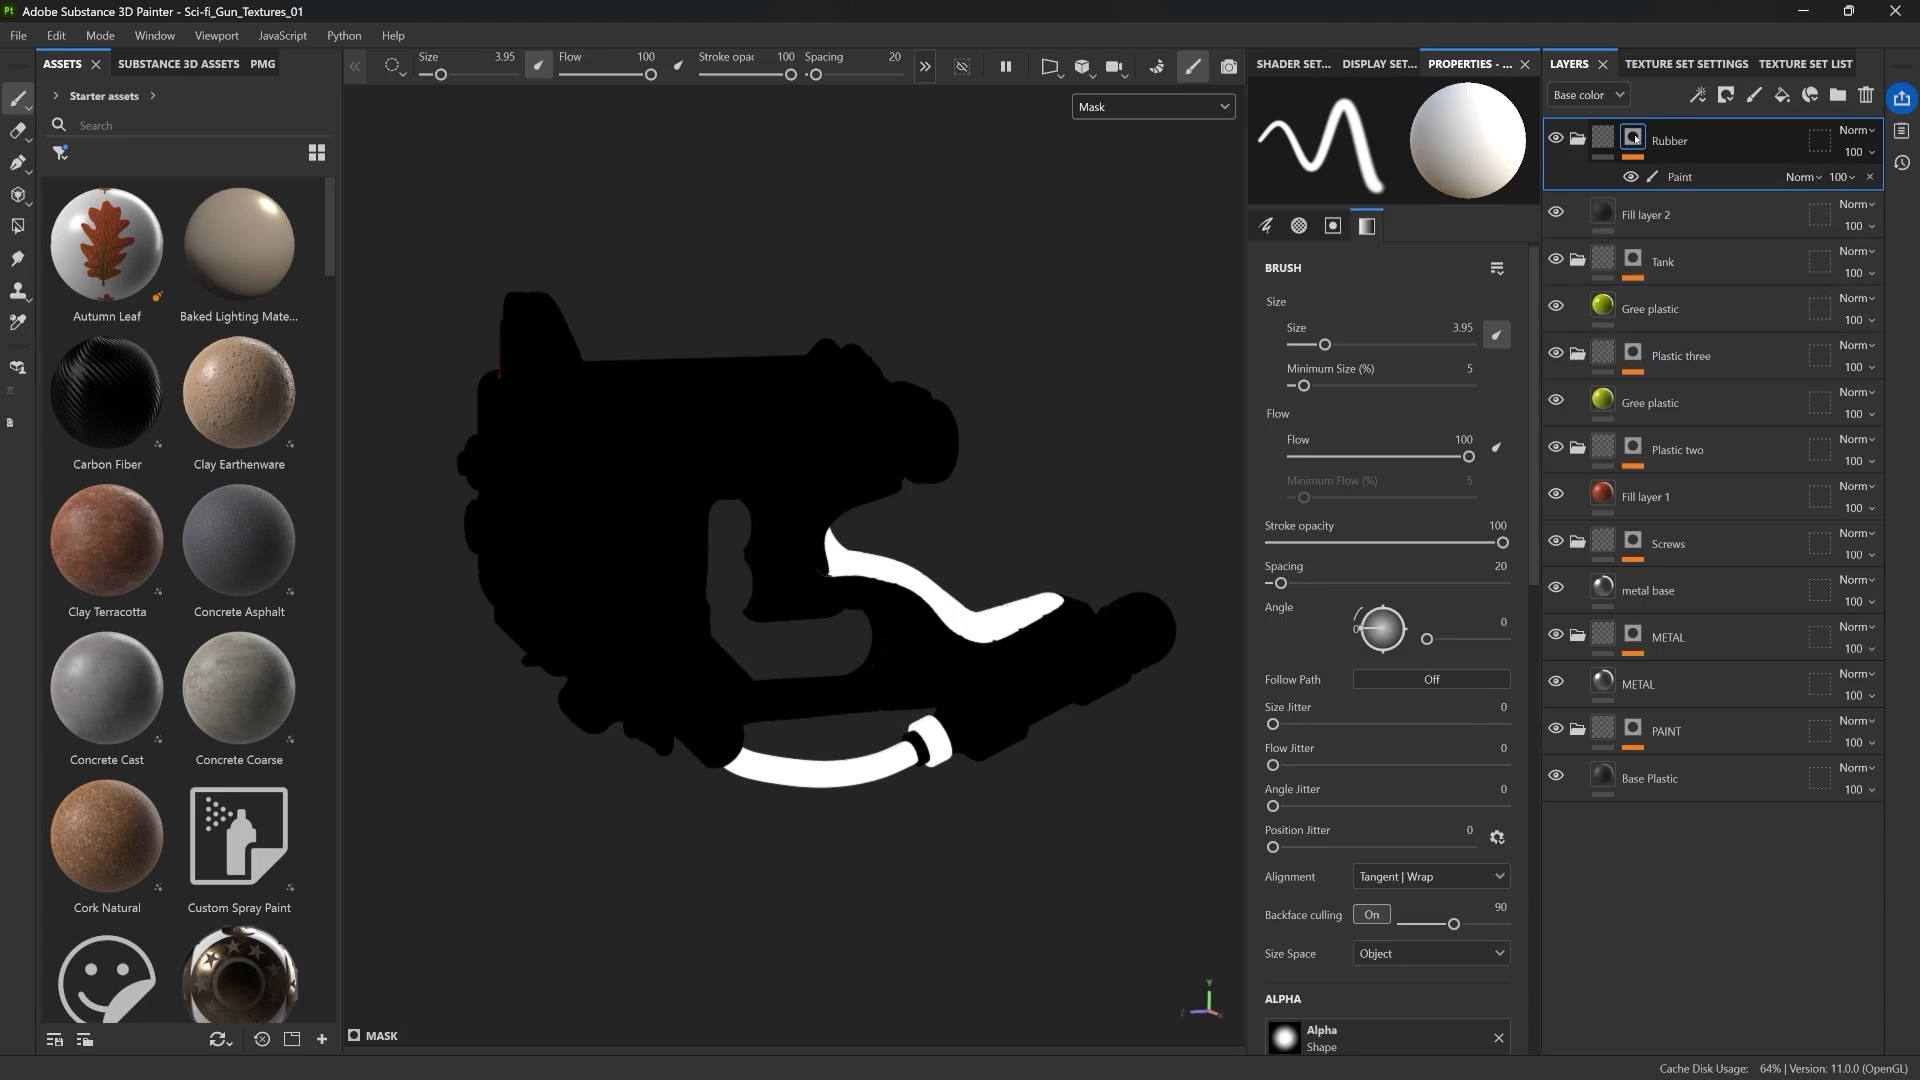 Pt Adobe Substance 3D Painter - Sci-fi_Gun_Textures_01
File Edit Mode Window Viewport JavaScript Python Help
ASSETS SUBSTANCE 3D ASSETS PMG
Size 3.95 Flow 100 Stroke opac 100 Spacing 20
SHADER SET... DISPLAY SET... PROPERTIES - ...
LAYERS TEXTURE SET SETTINGS TEXTURE SET LIST
Starter assets
Search
Autumn Leaf
Baked Lighting Mate...
Carbon Fiber
Clay Earthenware
Clay Terracotta
Concrete Asphalt
Concrete Cast
Concrete Coarse
Cork Natural
Custom Spray Paint
Mask
MASK
Y
Z
X
BRUSH
Size
Size 3.95
Minimum Size (%) 5
Flow
Flow 100
Minimum Flow (%) 5
Stroke opacity 100
Spacing 20
Angle
0 0
Follow Path Off
Size Jitter 0
Flow Jitter 0
Angle Jitter 0
Position Jitter 0
Alignment Tangent | Wrap
Backface culling On 90
Size Space Object
ALPHA
Alpha
Shape
Base color
Rubber Norm 100
Paint Norm 100
Fill layer 2 Norm 100
Tank Norm 100
Gree plastic Norm 100
Plastic three Norm 100
Gree plastic Norm 100
Plastic two Norm 100
Fill layer 1 Norm 100
Screws Norm 100
metal base Norm 100
METAL Norm 100
METAL Norm 100
PAINT Norm 100
Base Plastic Norm 100
Cache Disk Usage: 64% | Version: 11.0.0 (OpenGL)